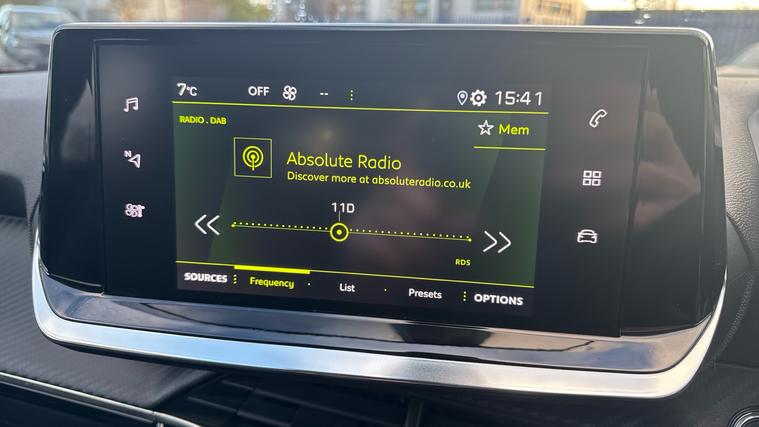 7°C OFF -- 15:41
RADIO . DAB
Mem
Absolute Radio
Discover more at absoluteradio.co.uk
11D
N
RDS
SOURCES Frequency List Presets OPTIONS